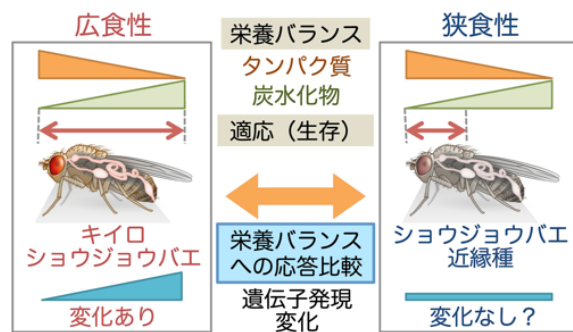 広食性
キイロ
ショウジョウバエ
変化あり
栄養バランス
タンパク質
炭水化物
適応（生存）
栄養バランス
への応答比較
遺伝子発現
変化
狭食性
ショウジョウバエ
近縁種
変化なし？